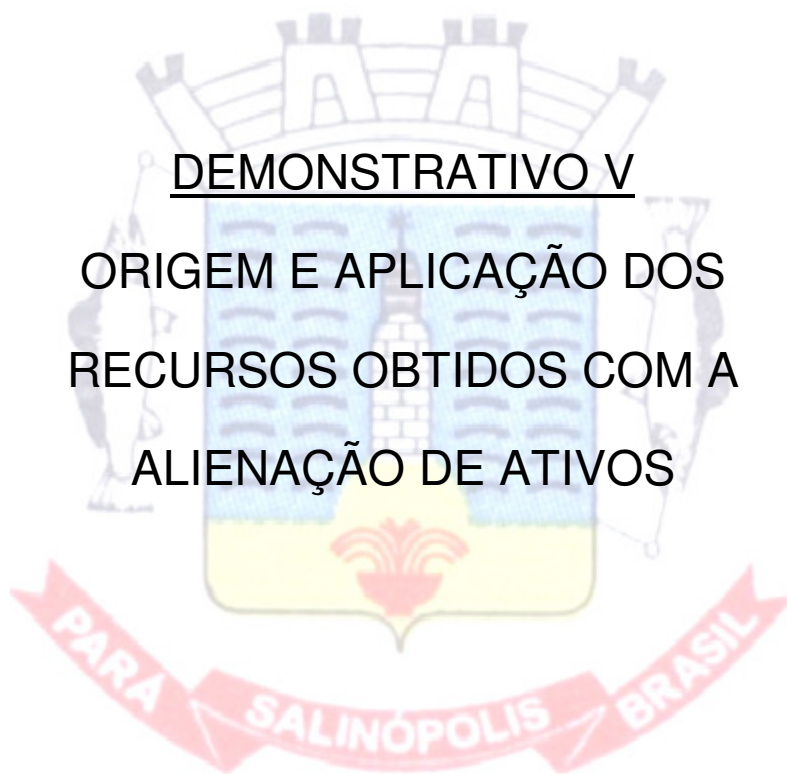 DEMONSTRATIVO V
ORIGEM E APLICAÇÃO DOS
RECURSOS OBTIDOS COM A
ALIENAÇÃO DE ATIVOS
PARÁ
SALINÓPOLIS
BRASIL